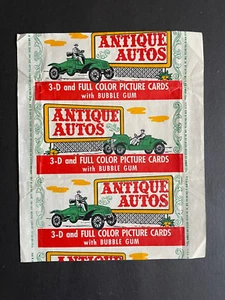 ANTIQUE
AUTOS
3-D and FULL COLOR PICTURE CARDS
with BUBBLE GUM
ANTIQUE
AUTOS
3-D and FULL COLOR PICTURE CARDS
with BUBBLE GUM
ANTIQUE
AUTOS
3-D and FULL COLOR PICTURE CARDS
with BUBBLE GUM
ANTIQUE